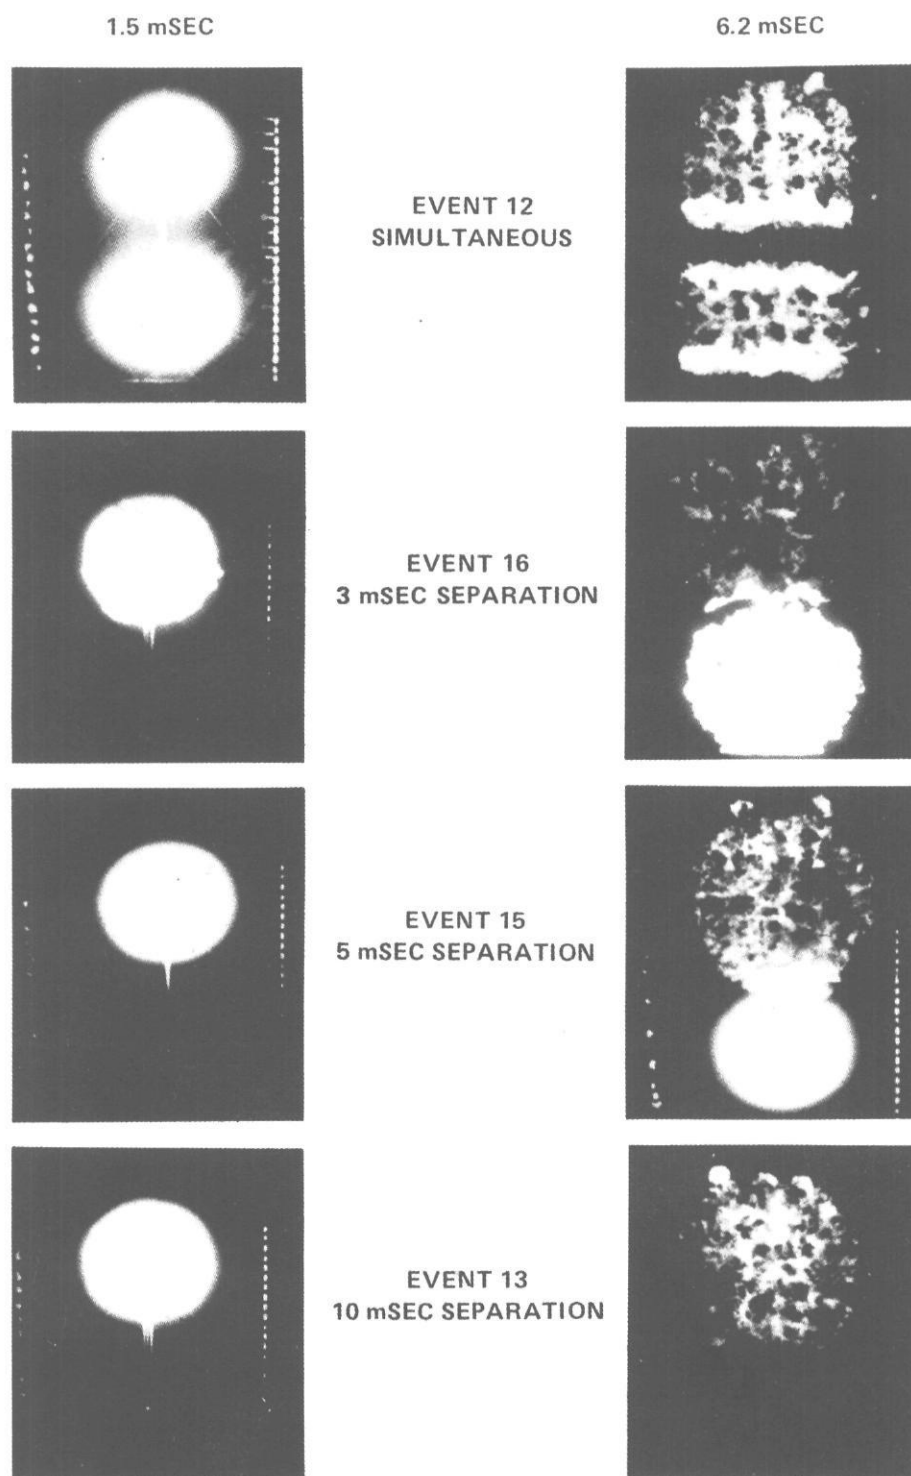 1.5 mSEC
6.2 mSEC
EVENT 12
SIMULTANEOUS
EVENT 16
3 mSEC SEPARATION
EVENT 15
5 mSEC SEPARATION
EVENT 13
10 mSEC SEPARATION